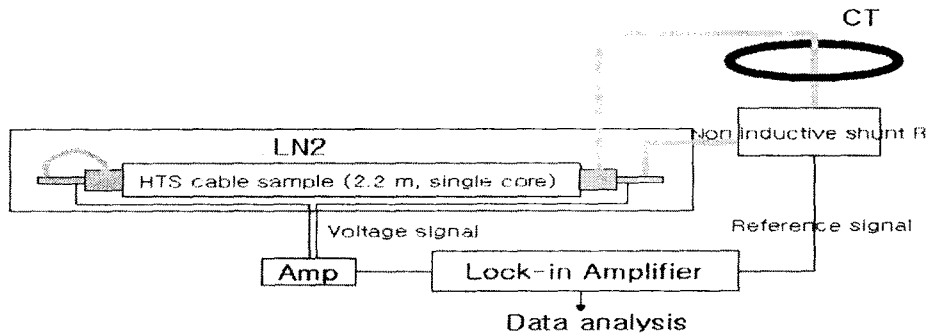 CT
Non inductive shunt R
LN2
HTS cable sample (2.2 m, single core)
Voltage signal
Reference signal
Amp
Lock-in Amplifier
Data analysis